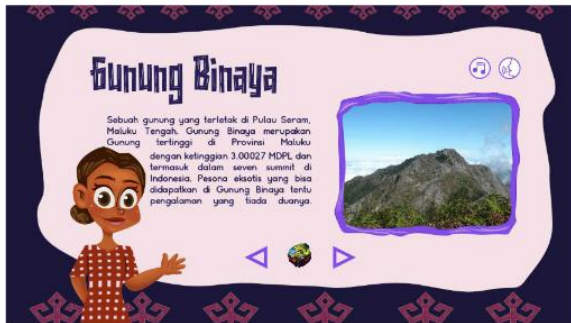 Gunung Binaya
Sebuah gunung yang terletak di Pulau Seram,
Maluku Tengah. Gunung Binaya merupakan
Gunung tertinggi di Provinsi Maluku
dengan ketinggian 3.00027 MDPL dan
termasuk dalam seven summit di
Indonesia. Pesona eksotis yang bisa
didapatkan di Gunung Binaya tentu
pengalaman yang tiada duanya.